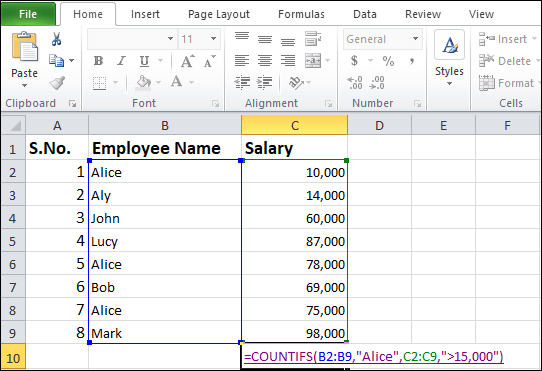 File Home Insert Page Layout Formulas Data
11 General Insert
Paste $ % , Styles Delete
Format
Clipboard Font Alignment Number Cells
A B C D E F
1 S.No. Employee Name Salary
2 1 Alice 10,000
3 2 Aly 14,000
4 3 John 60,000
5 4 Lucy 87,000
6 5 Alice 78,000
7 6 Bob 69,000
8 7 Alice 75,000
9 8 Mark 98,000
10 =COUNTIFS(B2:B9,"Alice",C2:C9,">15,000")